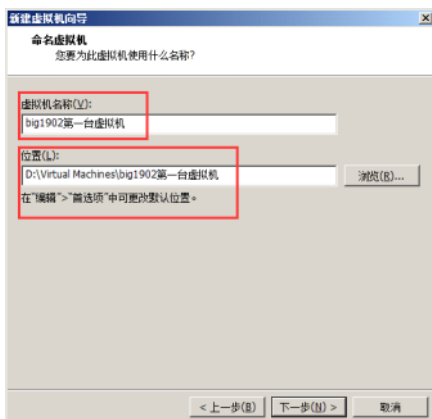 新建虚拟机向导
命名虚拟机
您要为此虚拟机使用什么名称?
虚拟机名称(V):
big1902第一台虚拟机
位置(L):
D:\Virtual Machines\big1902第一台虚拟机
浏览(R)...
在"编辑">"首选项"中可更改默认位置。
< 上一步(B)
下一步(N) >
取消